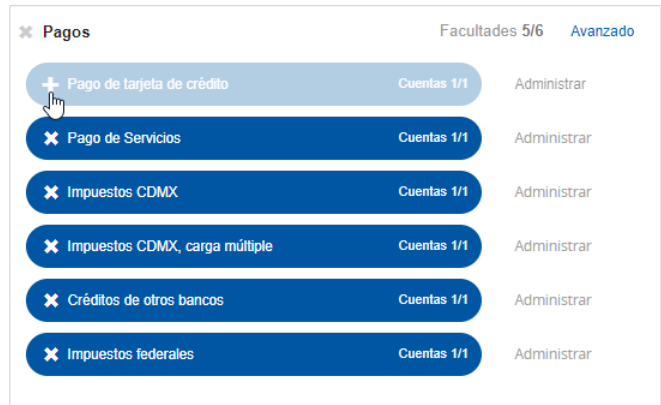 Pagos Facultades 5/6 Avanzado
Pago de tarjeta de crédito Cuentas 1/1 Administrar
Pago de Servicios Cuentas 1/1 Administrar
Impuestos CDMX Cuentas 1/1 Administrar
Impuestos CDMX, carga múltiple Cuentas 1/1 Administrar
Créditos de otros bancos Cuentas 1/1 Administrar
Impuestos federales Cuentas 1/1 Administrar